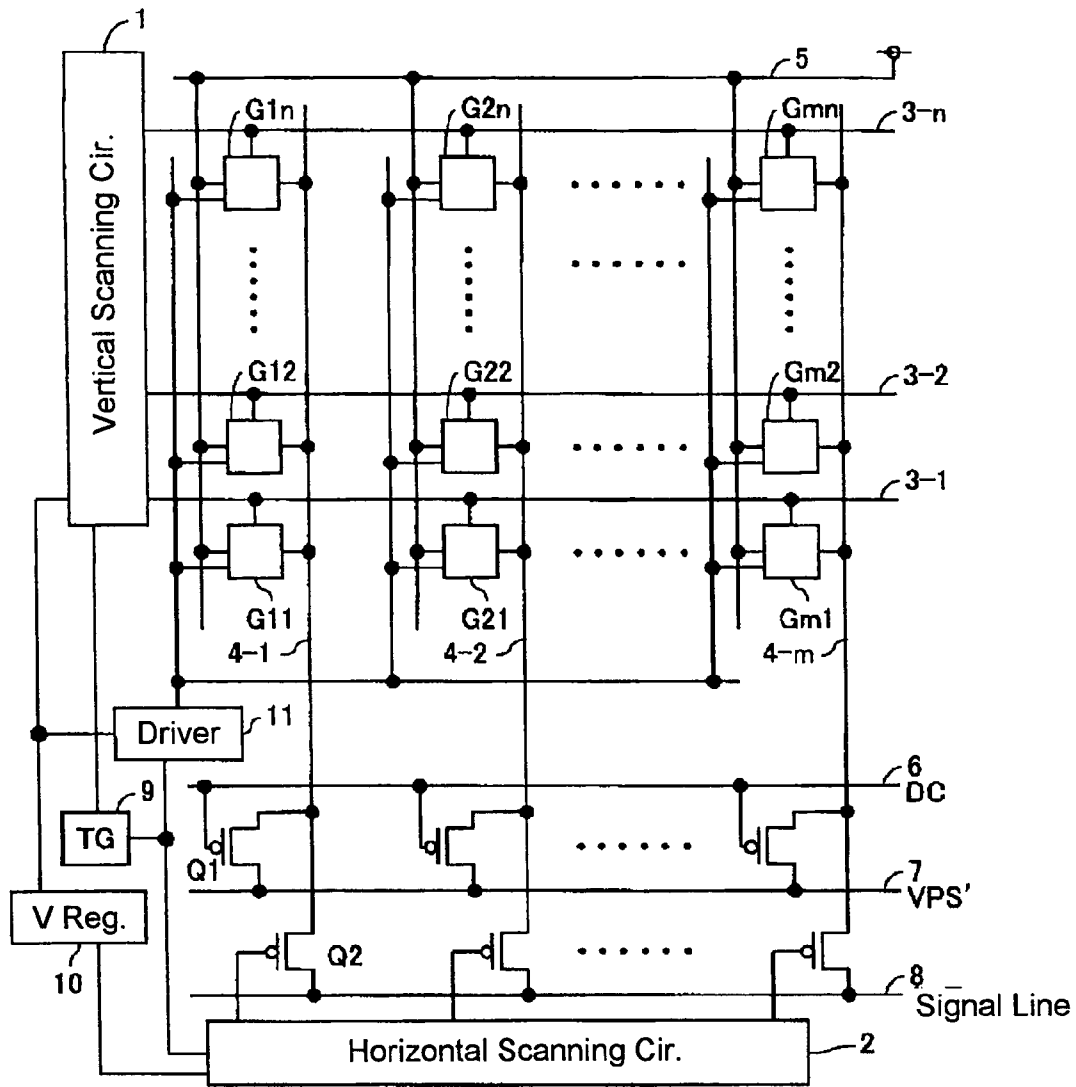 1
5
G1n G2n Gmn 3-n
Vertical Scanning Cir.
G12 G22 Gm2 3-2
3-1
G11 G21 Gm1
4-1 4-2 4-m
Driver 11
6
DC
9
TG
Q1
7
VPS'
V Reg.
10
Q2
8
Signal Line
Horizontal Scanning Cir. 2